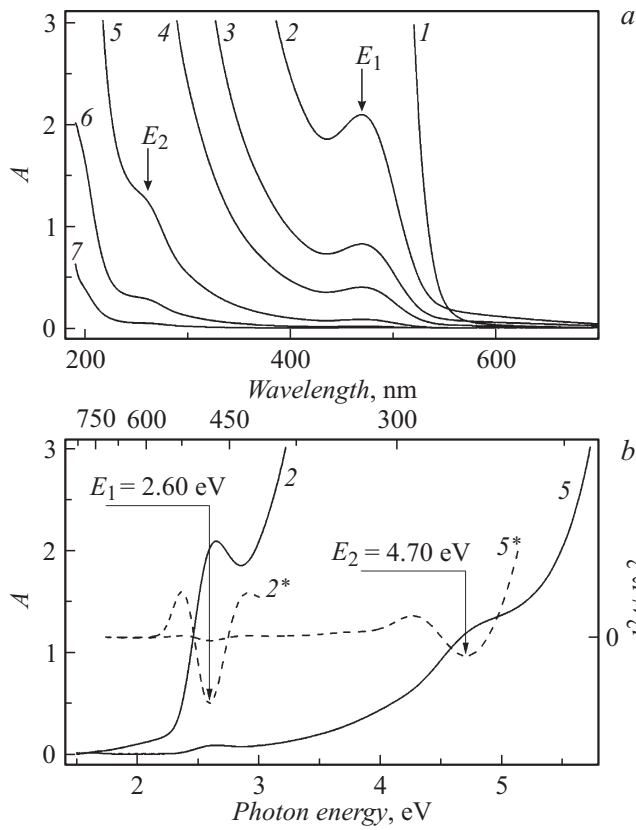 3 5 4 3 2 1 a
E1
6 E2
2
A
1
7
0
200 400 600
Wavelength, nm
750 600 450 300
3 b
E1 = 2.60 eV 2 5
2
E2 = 4.70 eV 5*
A 2*
1 0
0
2 3 4 5
Photon energy, eV